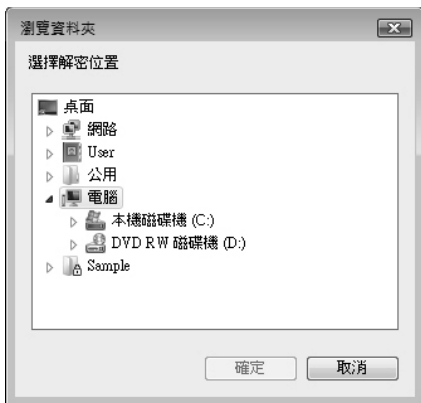 瀏覽資料夾
選擇解密位置
桌面
網路
User
公用
電腦
本機磁碟機 (C:)
DVD RW 磁碟機 (D:)
Sample
確定
取消